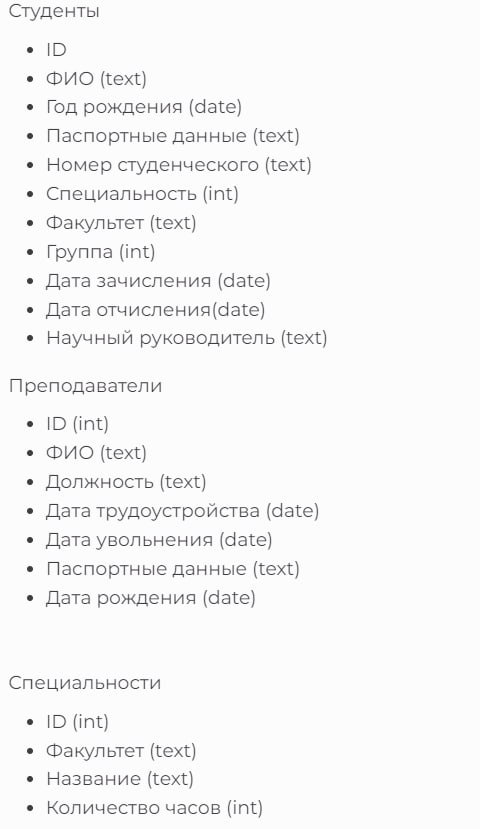 Студенты
• ID
• ФИО (text)
• Год рождения (date)
• Паспортные данные (text)
• Номер студенческого (text)
• Специальность (int)
• Факультет (text)
• Группа (int)
• Дата зачисления (date)
• Дата отчисления(date)
• Научный руководитель (text)
Преподаватели
• ID (int)
• ФИО (text)
• Должность (text)
• Дата трудоустройства (date)
• Дата увольнения (date)
• Паспортные данные (text)
• Дата рождения (date)
Специальности
• ID (int)
• Факультет (text)
• Название (text)
• Количество часов (int)